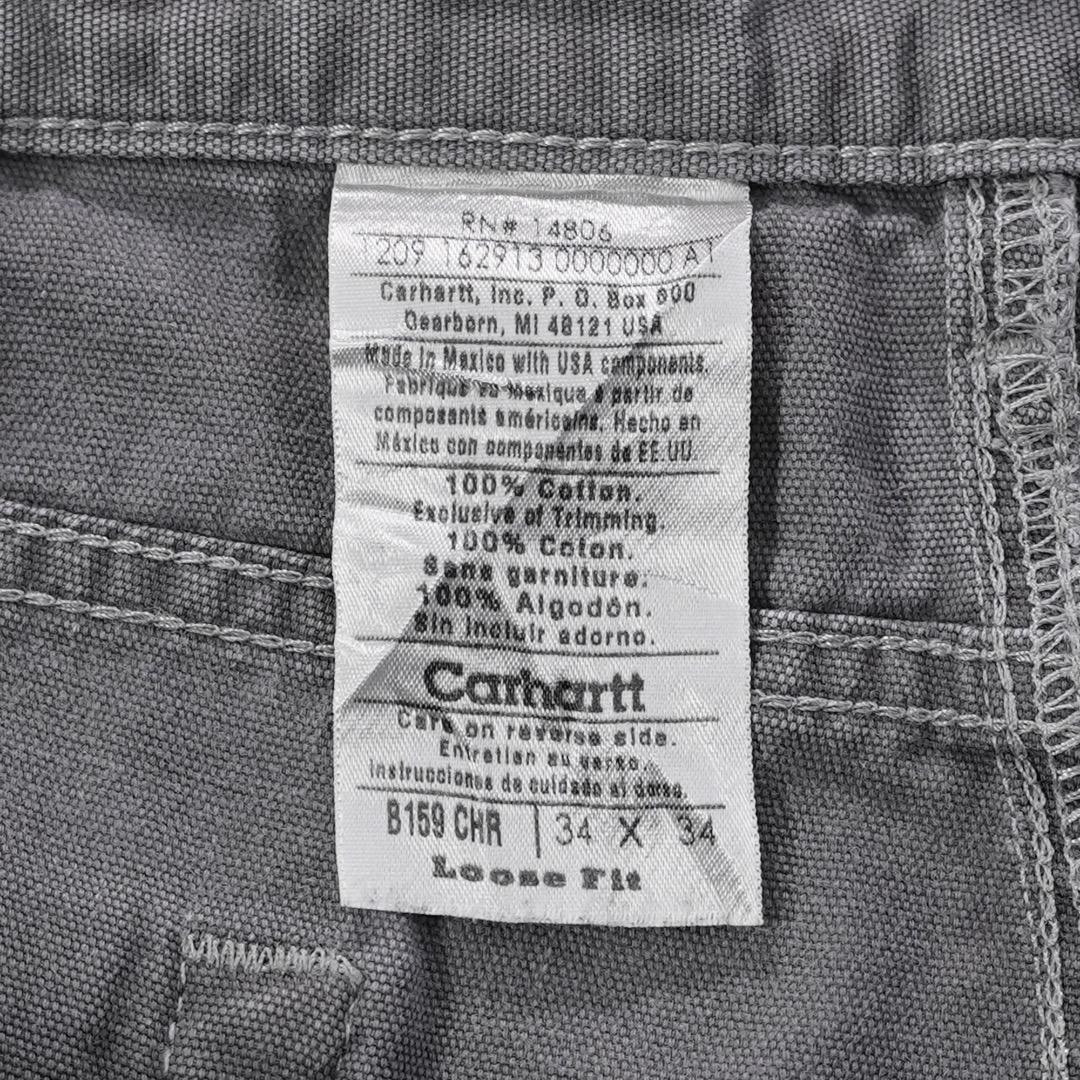 RN# 14806
1209 162913 0000000 A1
Carhartt, Inc. P. O. Box 600
Dearborn, MI 48121 USA
Made in Mexico with USA components.
Fabriqué au Mexique à partir de
composants américains. Hecho en
México con componentes de EE.UU.
100% Cotton.
Exclusive of Trimming.
100% Coton.
Sans garniture.
100% Algodón.
Sin incluir adorno.
Carhartt
Care on reverse side.
Entretien au verso.
Instrucciones de cuidado al dorso.
B159 CHR | 34 X 34
Loose Fit